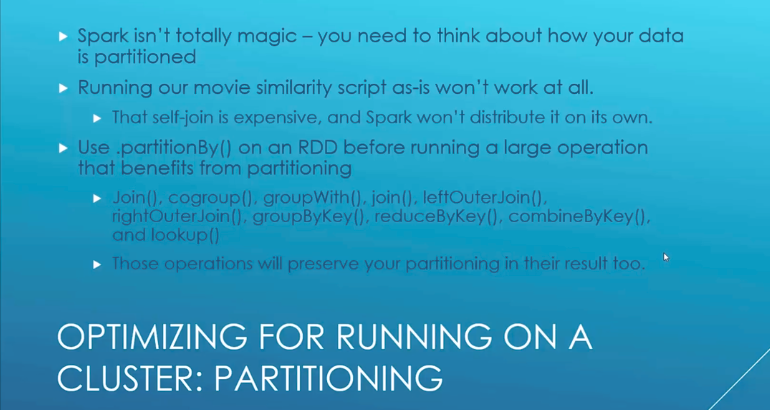 Spark isn't totally magic – you need to think about how your data
is partitioned
Running our movie similarity script as-is won't work at all.
That self-join is expensive, and Spark won't distribute it on its own.
Use .partitionBy() on an RDD before running a large operation
that benefits from partitioning
Join(), cogroup(), groupWith(), join(), leftOuterJoin(),
rightOuterJoin(), groupByKey(), reduceByKey(), combineByKey(),
and lookup()
Those operations will preserve your partitioning in their result too.
OPTIMIZING FOR RUNNING ON A
CLUSTER: PARTITIONING